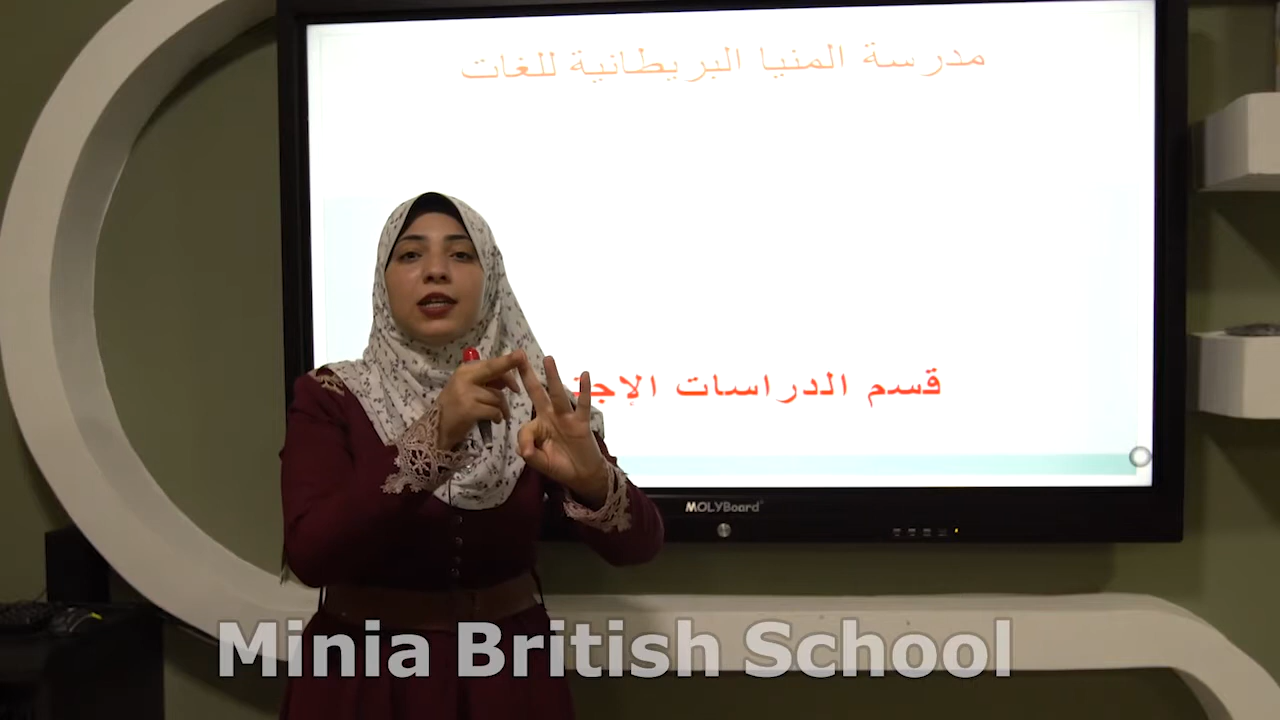 مدرسة المنيا البريطانية للغات
قسم الدراسات
MOLYBoard
Minia British School